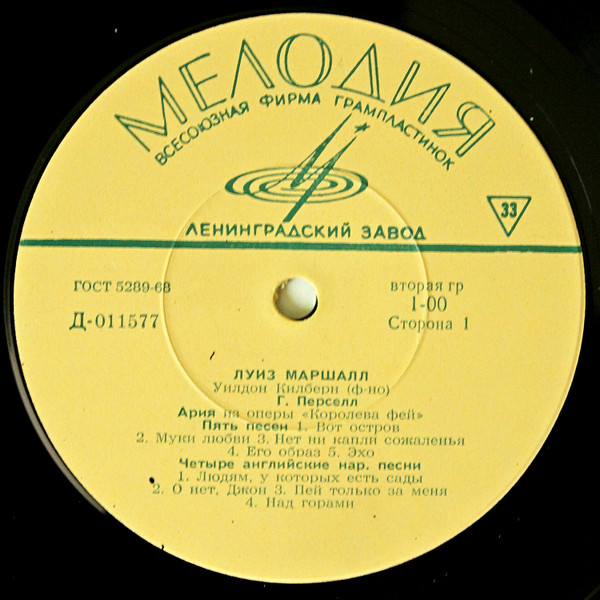 МЕЛОДИЯ
ВСЕСОЮЗНАЯ ФИРМА ГРАМПЛАСТИНОК
33
ЛЕНИНГРАДСКИЙ ЗАВОД
ГОСТ 5289-68
вторая гр
1-00
Д-011577
Сторона 1
ЛУИЗ МАРШАЛЛ
Уилдон Килберн (ф-но)
Г. Перселл
Ария из оперы «Королева фей»
Пять песен 1. Вот остров
2. Муки любви 3. Нет ни капли сожаленья
4. Его образ 5. Эхо
Четыре английские нар. песни
1. Людям, у которых есть сады
2. О нет, Джон 3. Пей только за меня
4. Над горами